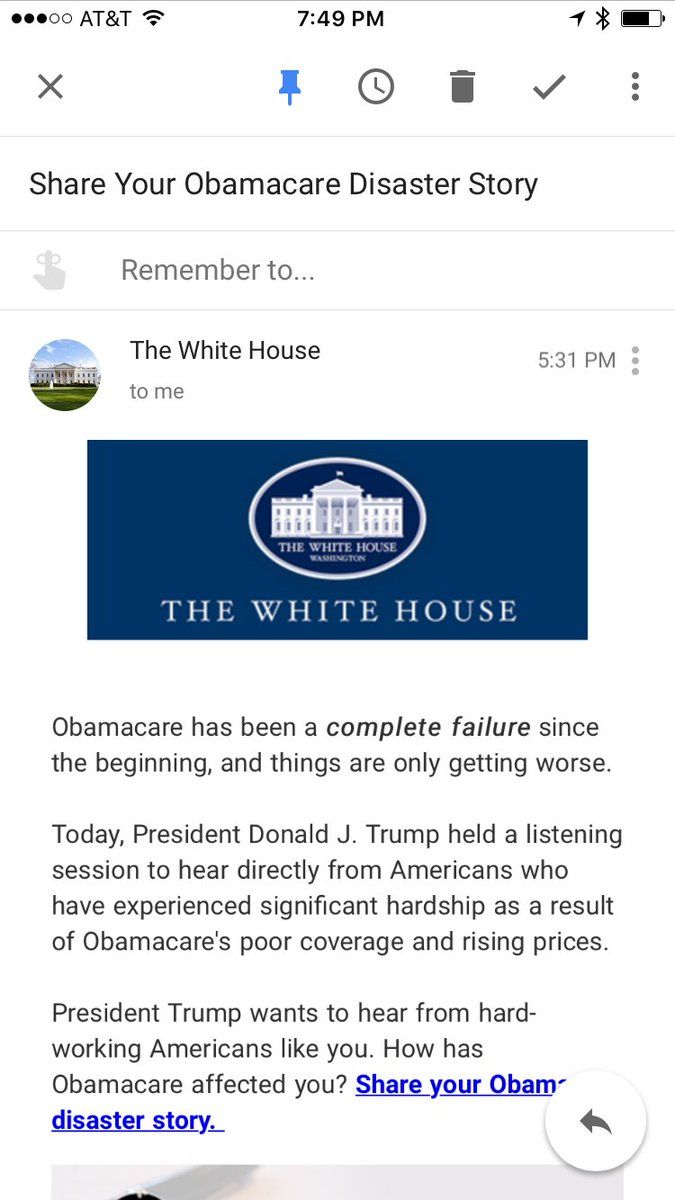 AT&T 7:49 PM
Share Your Obamacare Disaster Story
Remember to...
The White House
5:31 PM
to me
THE WHITE HOUSE
WASHINGTON
THE WHITE HOUSE
Obamacare has been a complete failure since
the beginning, and things are only getting worse.
Today, President Donald J. Trump held a listening
session to hear directly from Americans who
have experienced significant hardship as a result
of Obamacare's poor coverage and rising prices.
President Trump wants to hear from hard-
working Americans like you. How has
Obamacare affected you? Share your Obam
disaster story.